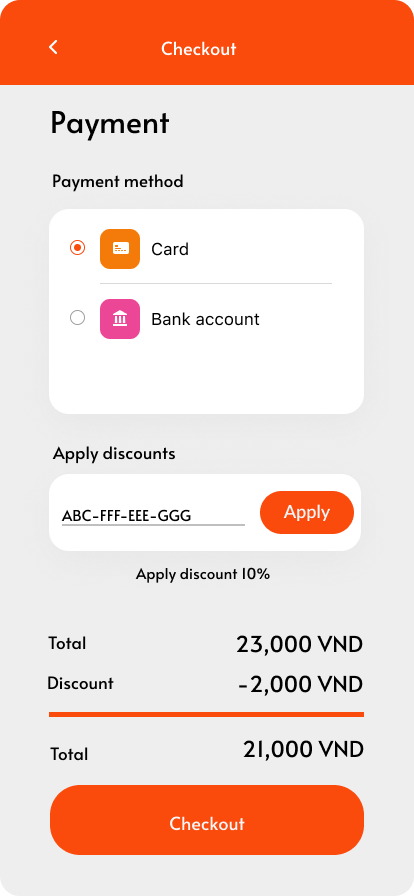 Checkout
Payment
Payment method
Card
Bank account
Apply discounts
ABC-FFF-EEE-GGG
Apply
Apply discount 10%
Total 23,000 VND
Discount -2,000 VND
Total 21,000 VND
Checkout